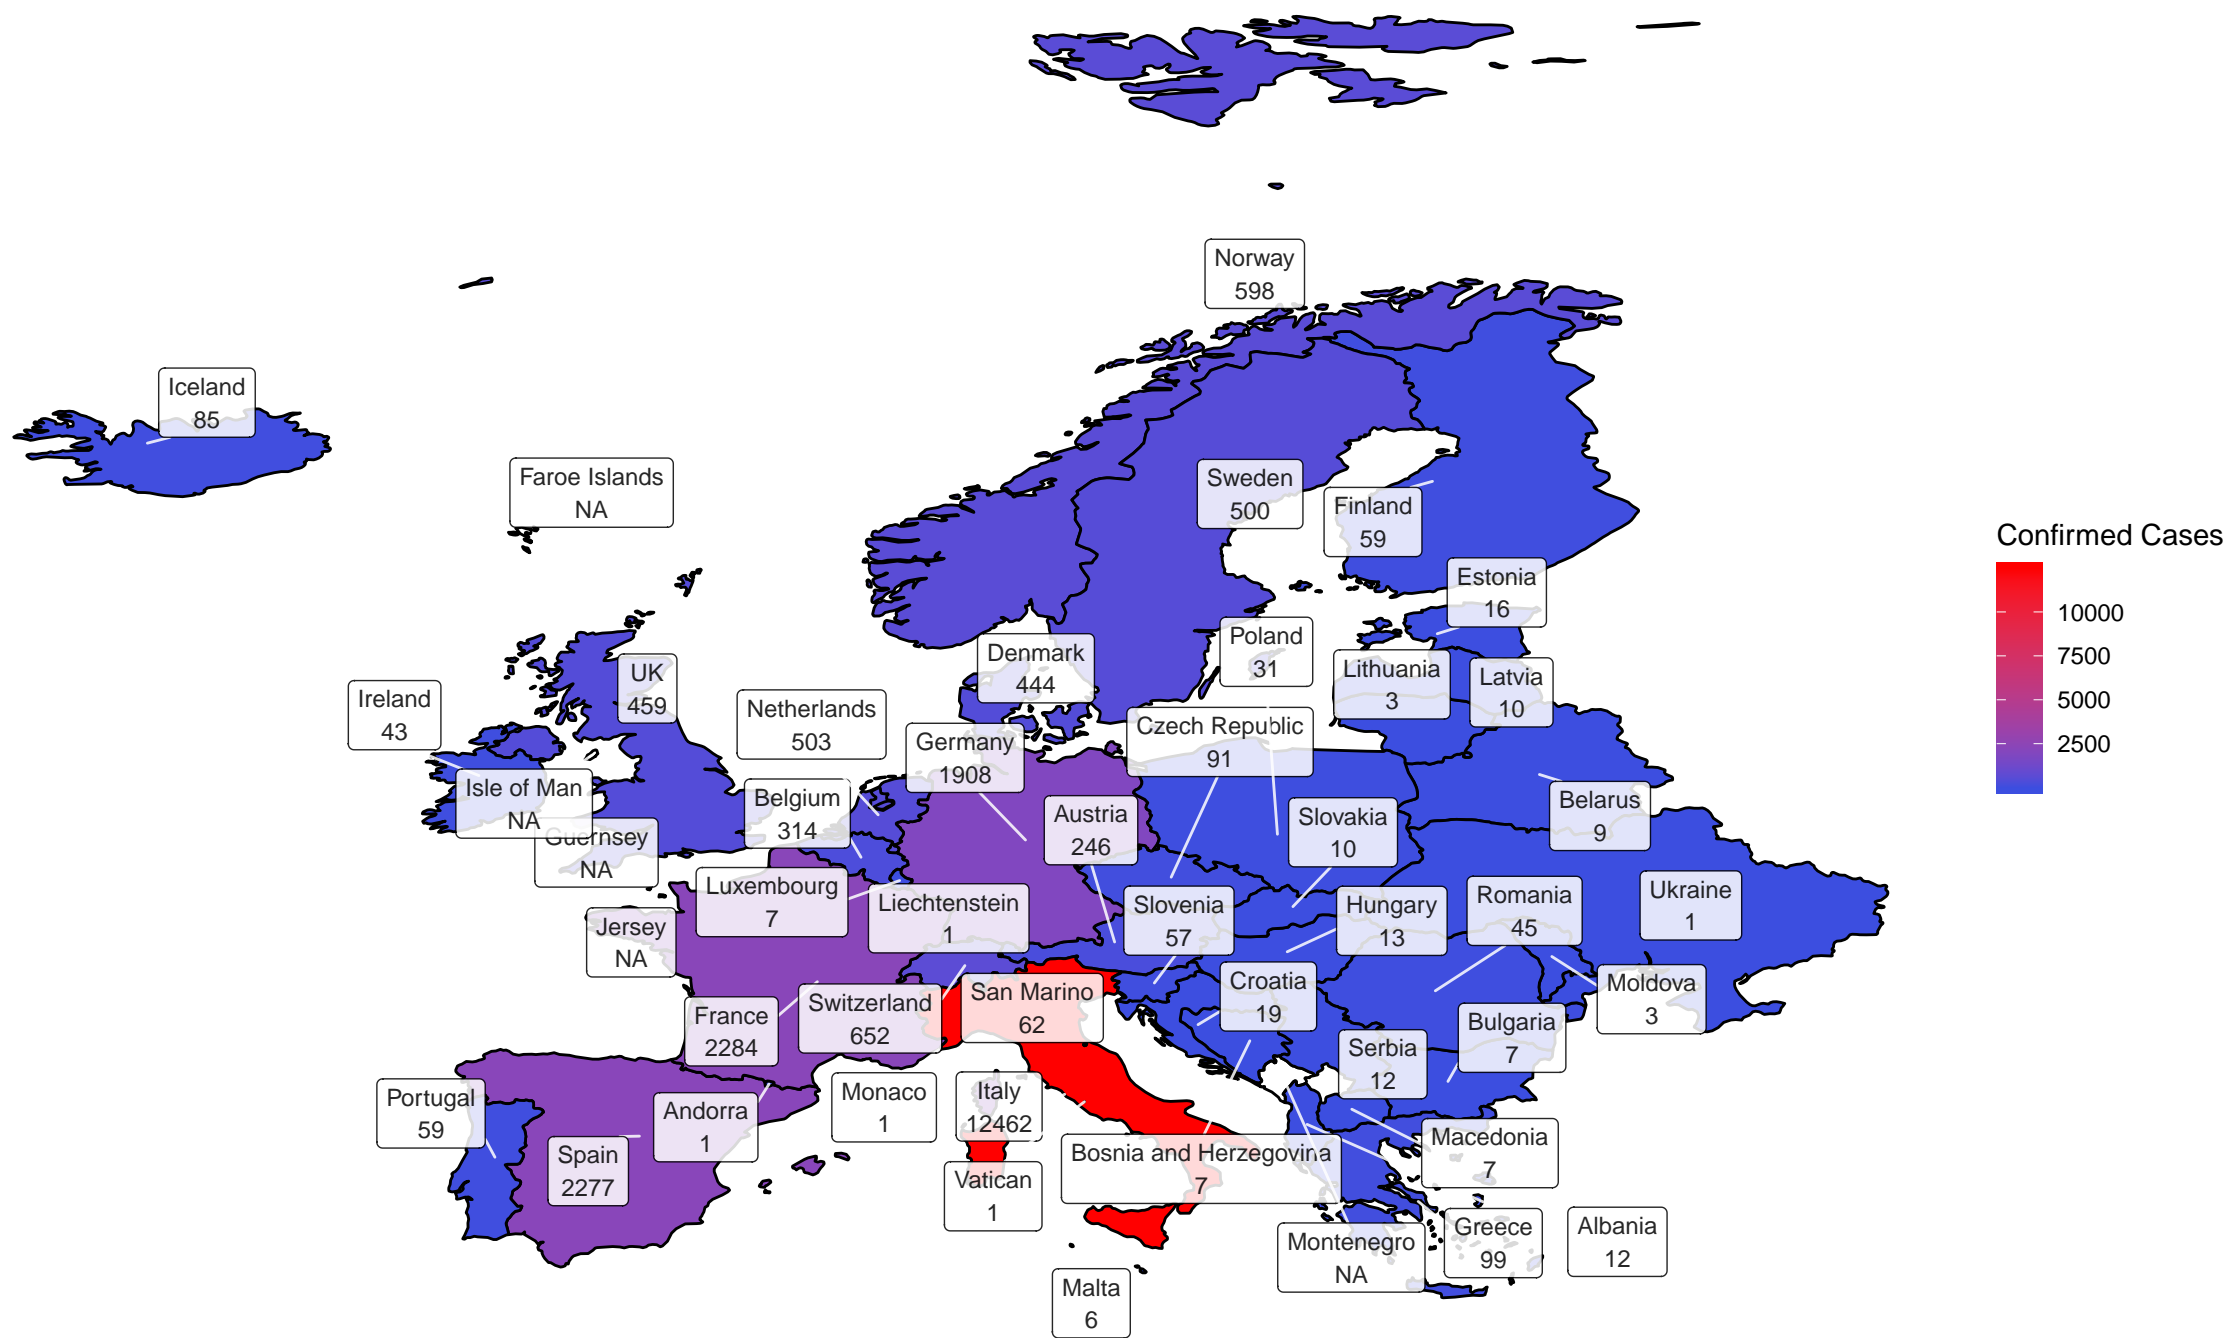 Norway
598
Iceland
85
Faroe Islands
NA
Sweden
500
Finland
59
Confirmed Cases
10000
7500
5000
2500
Estonia
16
Poland
31
Denmark
444
Lithuania
3
Latvia
10
UK
459
Ireland
43
Netherlands
503
Czech Republic
91
Germany
1908
Isle of Man
NA
Guernsey
NA
Belgium
314
Austria
246
Slovakia
10
Belarus
9
Luxembourg
7
Liechtenstein
1
Slovenia
57
Hungary
13
Romania
45
Ukraine
1
Jersey
NA
France
2284
Switzerland
652
San Marino
62
Croatia
19
Moldova
3
Bulgaria
7
Serbia
12
Portugal
59
Andorra
1
Monaco
1
Italy
12462
Spain
2277
Vatican
1
Bosnia and Herzegovina
7
Macedonia
7
Montenegro
NA
Greece
99
Albania
12
Malta
6